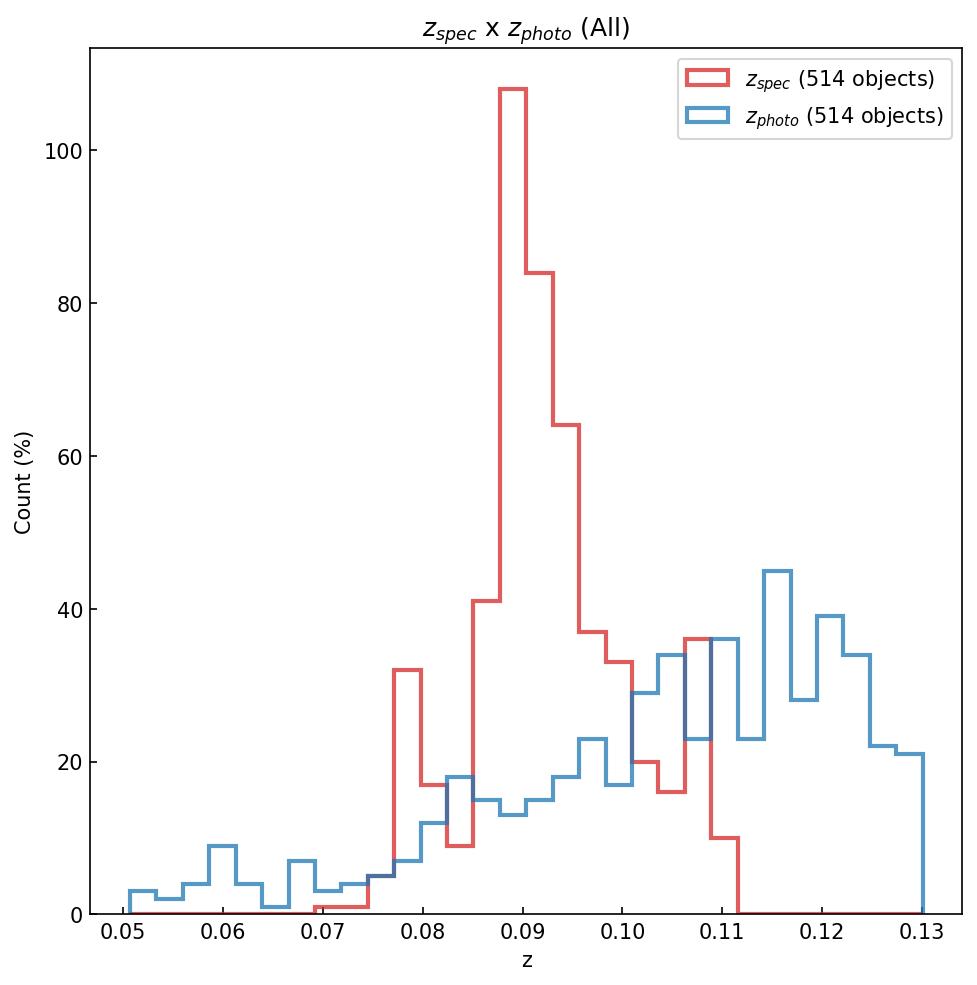 z_spec x z_photo (All)
z_spec (514 objects)
z_photo (514 objects)
Count (%)
100
80
60
40
20
0
0.05 0.06 0.07 0.08 0.09 0.10 0.11 0.12 0.13
z